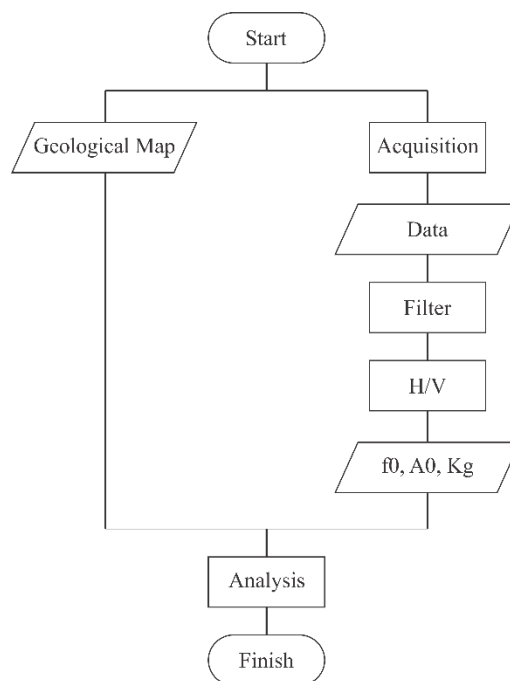 Start
Geological Map
Acquisition
Data
Filter
H/V
f0, A0, Kg
Analysis
Finish